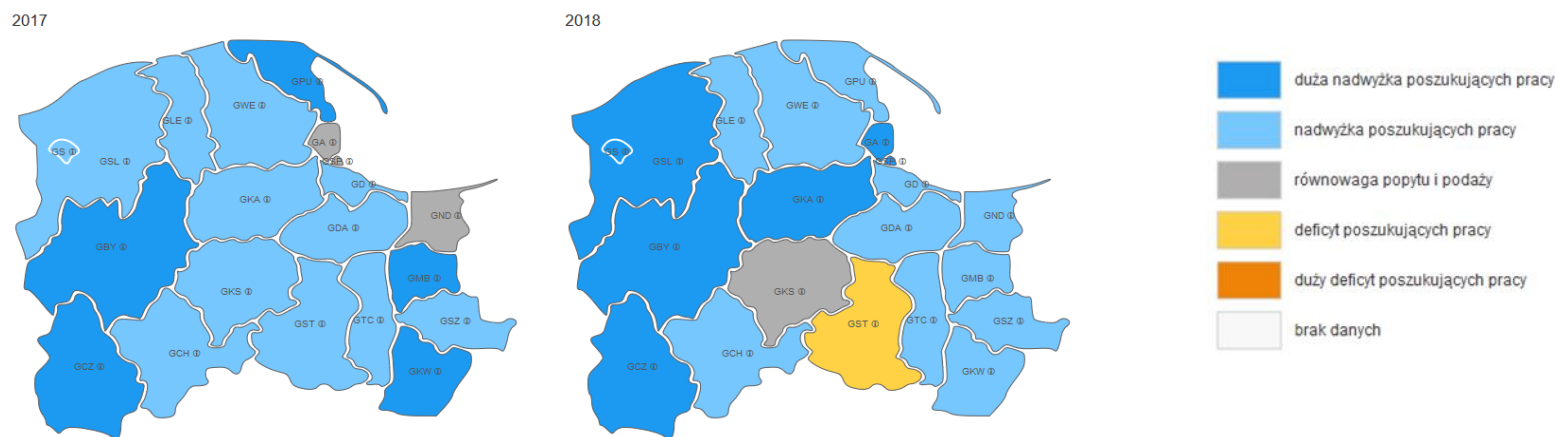 2017
GPU
GWE
GLE
GA
GSP
GS
GSL
GD
GKA
GND
GDA
GBY
GMB
GKS
GST
GTC
GSZ
GCH
GCZ
GKW
2018
GPU
GWE
GLE
GA
GSP
GS
GSL
GD
GKA
GND
GDA
GBY
GMB
GKS
GST
GTC
GSZ
GCH
GCZ
GKW
duża nadwyżka poszukujących pracy
nadwyżka poszukujących pracy
równowaga popytu i podaży
deficyt poszukujących pracy
duży deficyt poszukujących pracy
brak danych